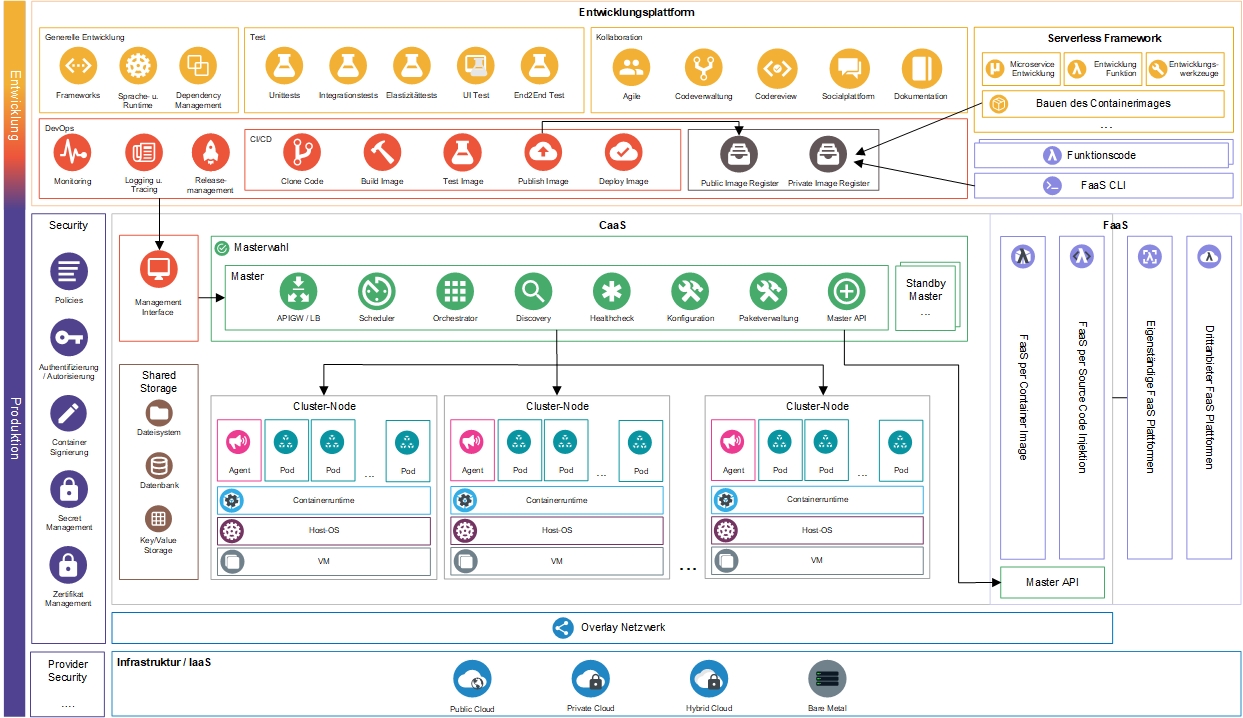 Entwicklungsplattform
Entwicklung
Produktion
Generelle Entwicklung
Frameworks
Sprache- u.
Runtime
Dependency
Management
Test
Unittests
Integrationstests
Elastizitättests
UI Test
End2End Test
Kollaboration
Agile
Codeverwaltung
Codereview
Socialplattform
Dokumentation
Serverless Framework
Microservice
Entwicklung
Entwicklung
Funktion
Entwicklungs-
werkzeuge
Bauen des Containerimages
...
DevOps
Monitoring
Logging u.
Tracing
Release-
management
CI/CD
Clone Code
Build Image
Test Image
Publish Image
Deploy Image
Public Image Register
Private Image Register
Funktionscode
FaaS CLI
Security
Policies
Authentifizierung
/ Autorisierung
Container
Signierung
Secret
Management
Zertifikat
Management
CaaS
Management
Interface
Masterwahl
Master
APIGW / LB
Scheduler
Orchestrator
Discovery
Healthcheck
Konfiguration
Paketverwaltung
Master API
Standby
Master
...
Shared
Storage
Dateisystem
Datenbank
Key/Value
Storage
Cluster-Node
Agent
Pod
Pod
...
Pod
Containerruntime
Host-OS
VM
Cluster-Node
Agent
Pod
Pod
...
Pod
Containerruntime
Host-OS
VM
...
Cluster-Node
Agent
Pod
Pod
...
Pod
Containerruntime
Host-OS
VM
FaaS
FaaS per Container Image
FaaS per Source Code Injektion
Eigenständige FaaS Plattformen
Drittanbieter FaaS Plattformen
Master API
Overlay Netzwerk
Provider
Security
....
Infrastruktur / IaaS
Public Cloud
Private Cloud
Hybrid Cloud
Bare Metal